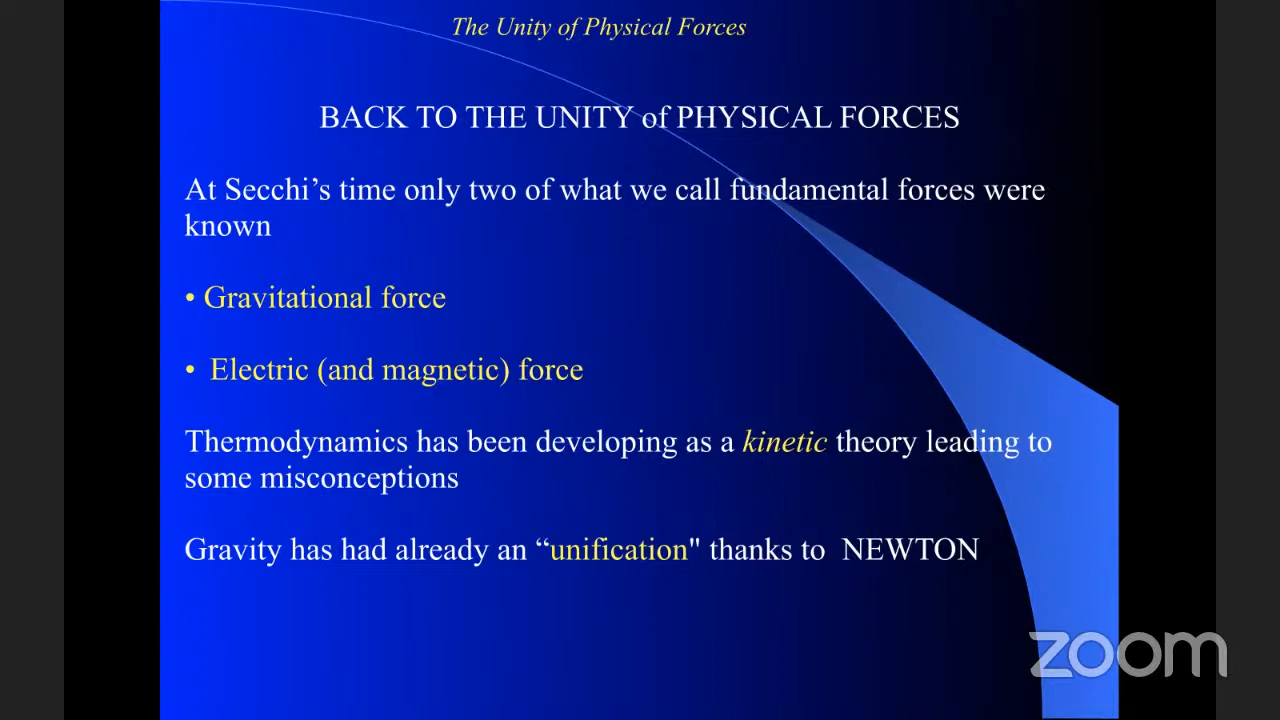 The Unity of Physical Forces
BACK TO THE UNITY of PHYSICAL FORCES
At Secchi’s time only two of what we call fundamental forces were
known
• Gravitational force
• Electric (and magnetic) force
Thermodynamics has been developing as a kinetic theory leading to
some misconceptions
Gravity has had already an “unification" thanks to NEWTON
zoom